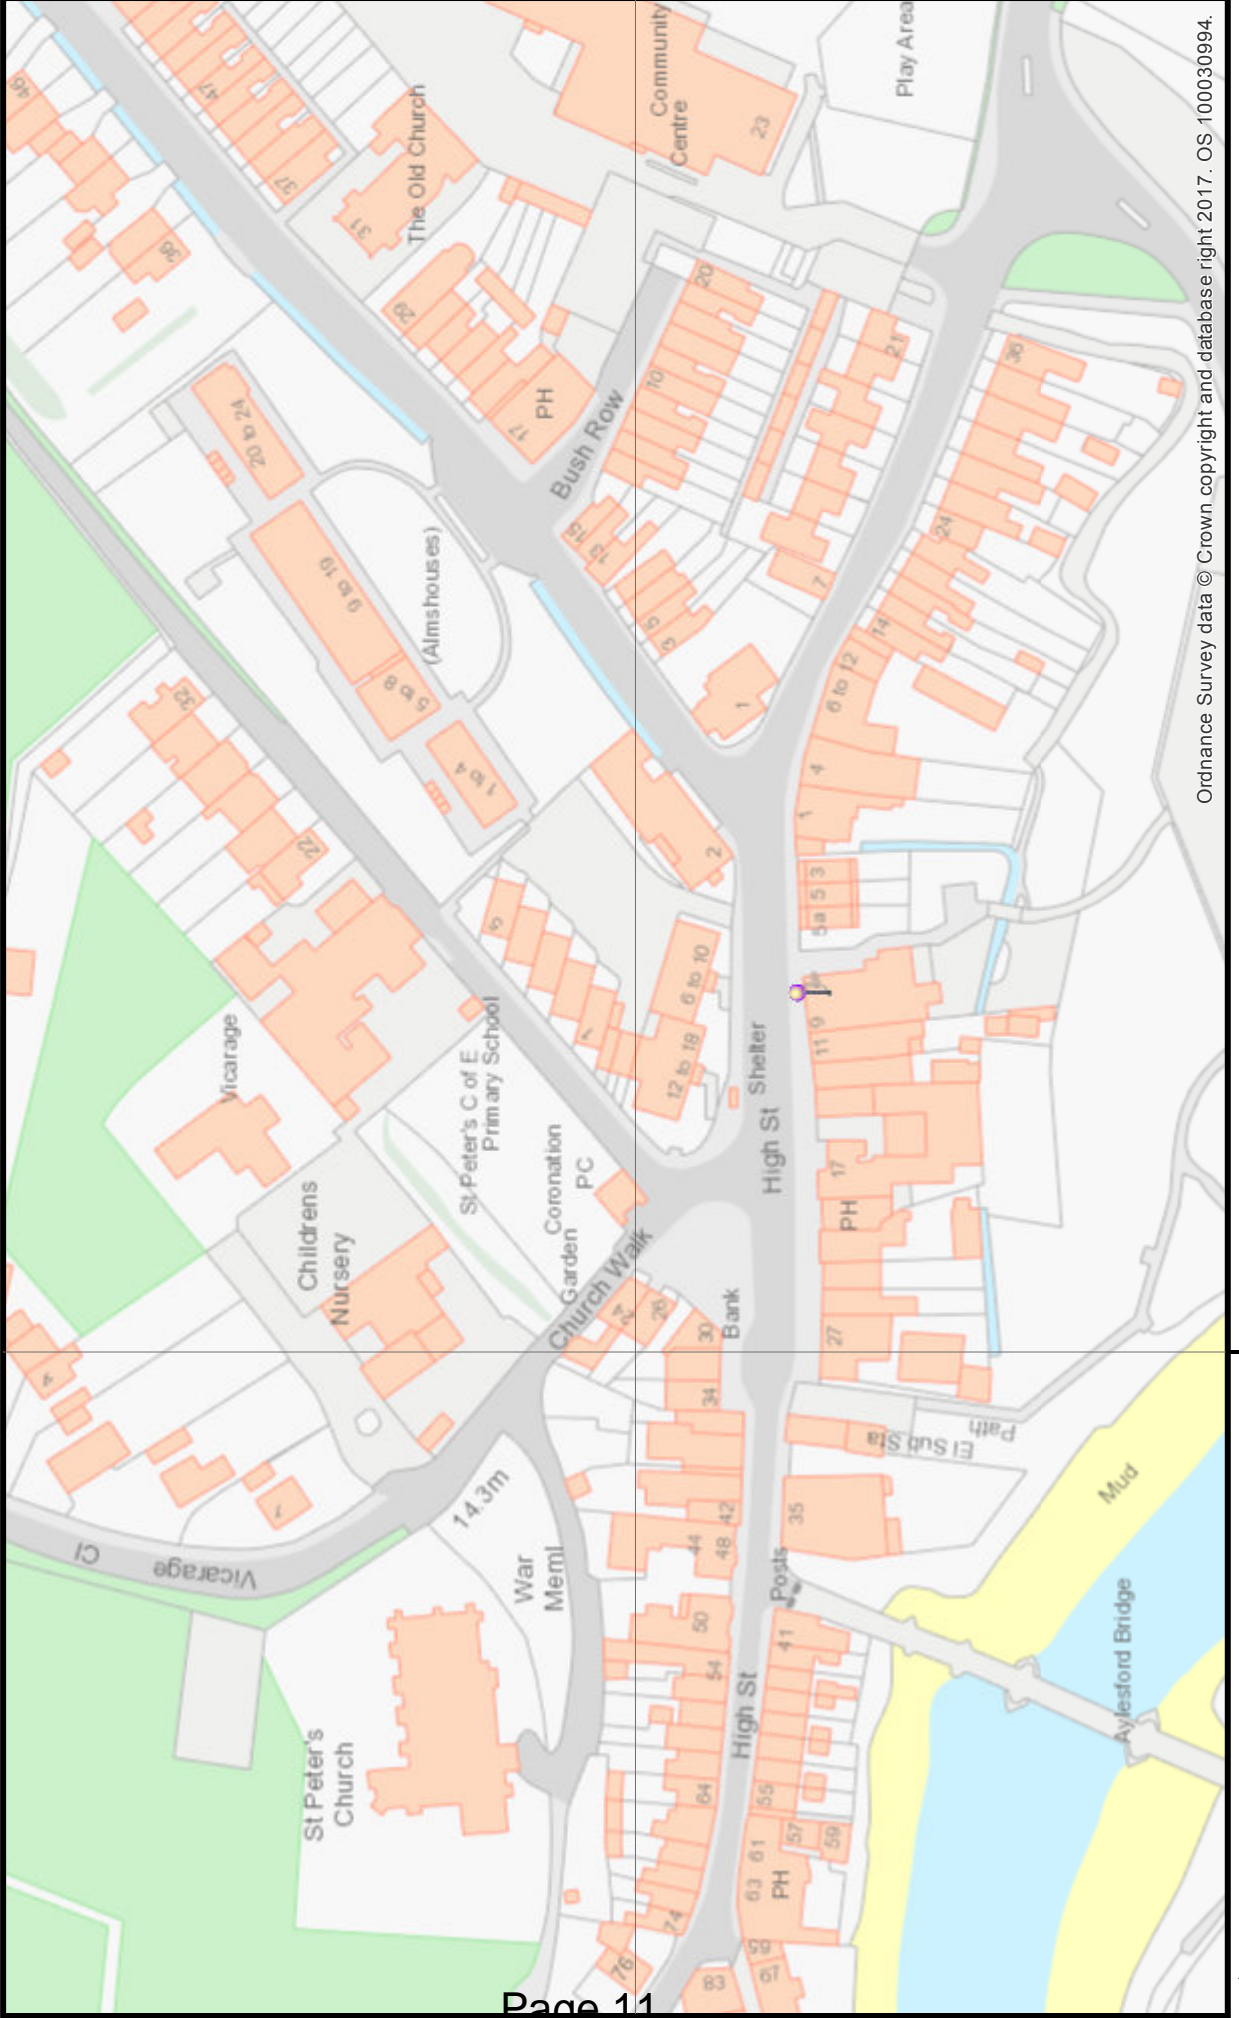 46
47
37
36
31
The Old Church
29
Community
Centre
23
Play Area
17
PH
Bush Row
20
10
21
36
20 to 24
9 to 19
(Almshouses)
5 to 8
1 to 4
13 15
5
3
1
7
24
14
6 to 12
4
1
2
3
5
5a
32
22
6 to 10
12 to 18
9
11
Shelter
High St
Vicarage
St Peter's C of E
Primary School
Coronation
Garden
PC
Church Walk
Childrens
Nursery
17
PH
24
26
30
Bank
27
34
El Sub Sta
Path
35
42
44
48
Posts
14.3m
War
Meml
Vicarage Cl
Mud
Aylesford Bridge
50
54
41
High St
St Peter's
Church
64
55
57
59
61
63
PH
74
76
83
Page 11
Ordnance Survey data © Crown copyright and database right 2017. OS 100030994.